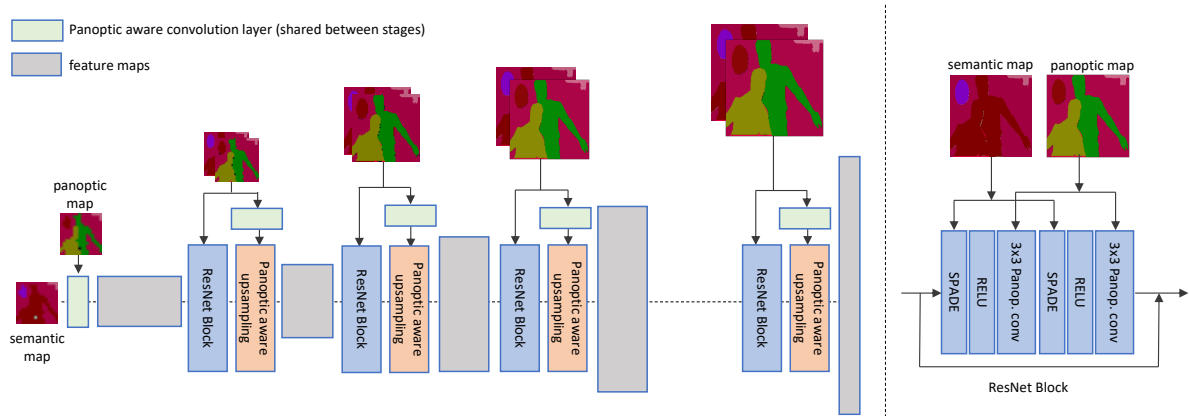 Panoptic aware convolution layer (shared between stages)
feature maps
panoptic
map
semantic
map
ResNet Block
Panoptic aware
upsampling
ResNet Block
Panoptic aware
upsampling
ResNet Block
Panoptic aware
upsampling
ResNet Block
Panoptic aware
upsampling
semantic map
panoptic map
SPADE
RELU
3x3 Panop. conv
SPADE
RELU
3x3 Panop. conv
ResNet Block